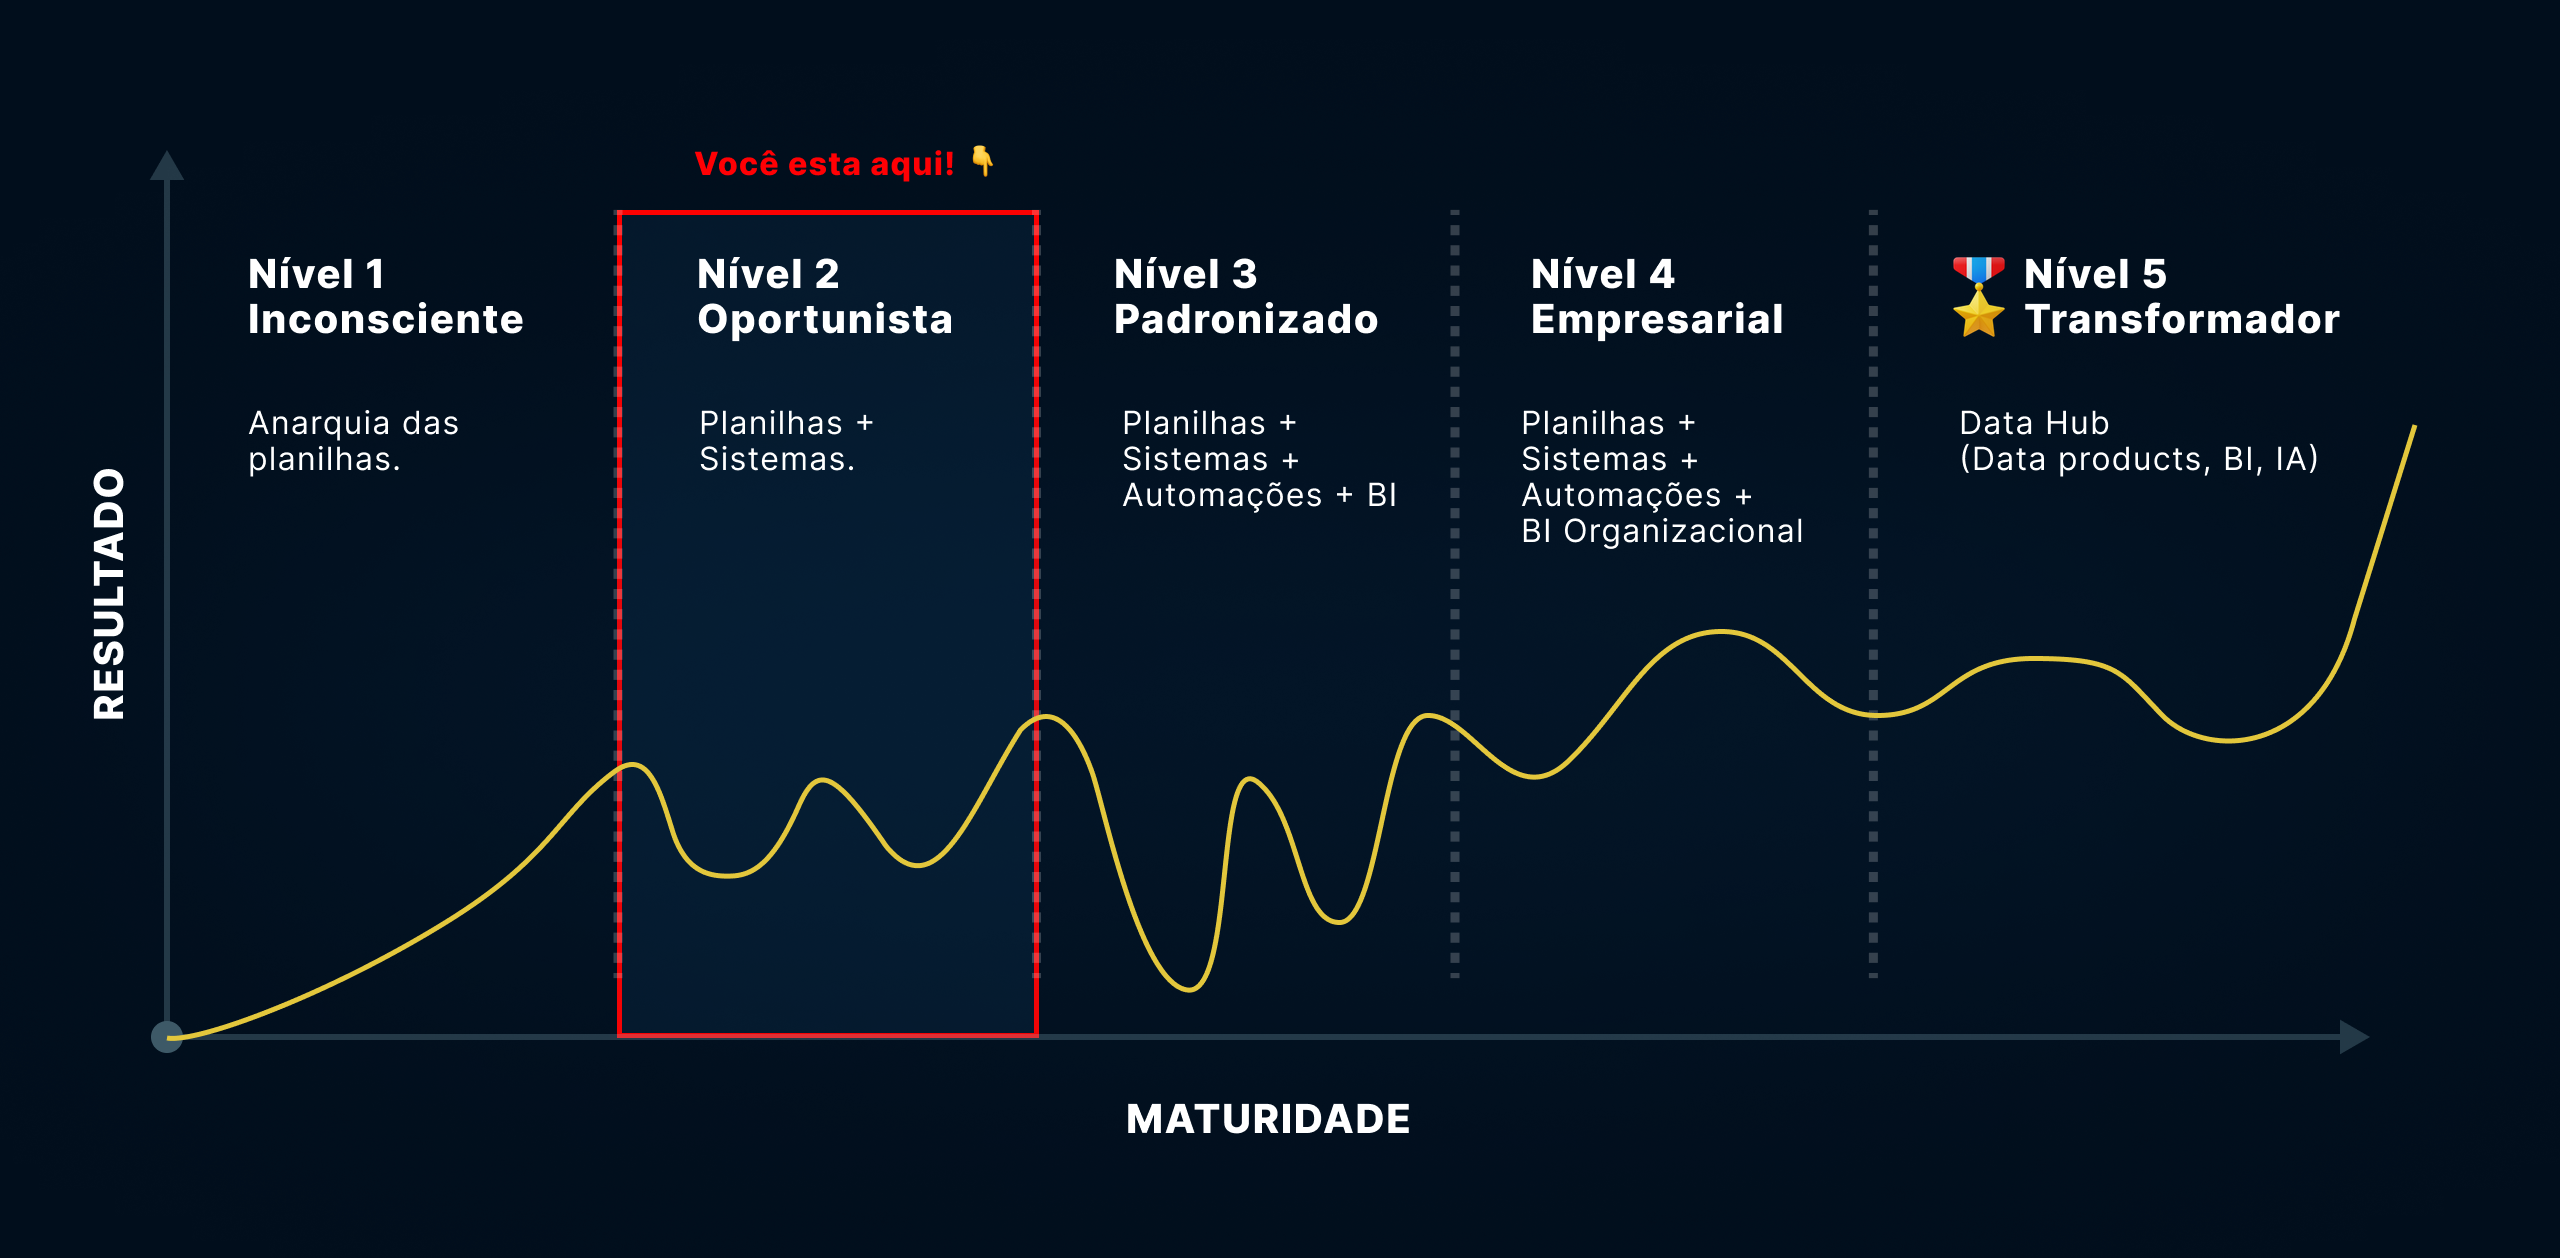 Você esta aqui! 👇
Nível 1
Inconsciente
Anarquia das
planilhas.
Nível 2
Oportunista
Planilhas +
Sistemas.
Nível 3
Padronizado
Planilhas +
Sistemas +
Automações + BI
Nível 4
Empresarial
Planilhas +
Sistemas +
Automações +
BI Organizacional
Nível 5
Transformador
Data Hub
(Data products, BI, IA)
RESULTADO
MATURIDADE